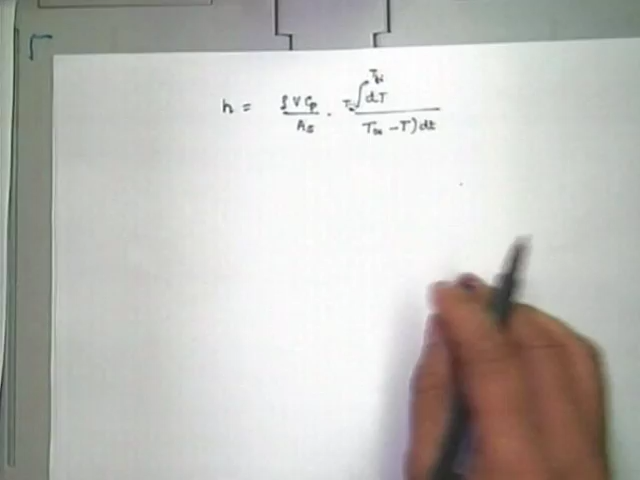 h = ρVCp/As · ∫dT/T∞ - T)dt